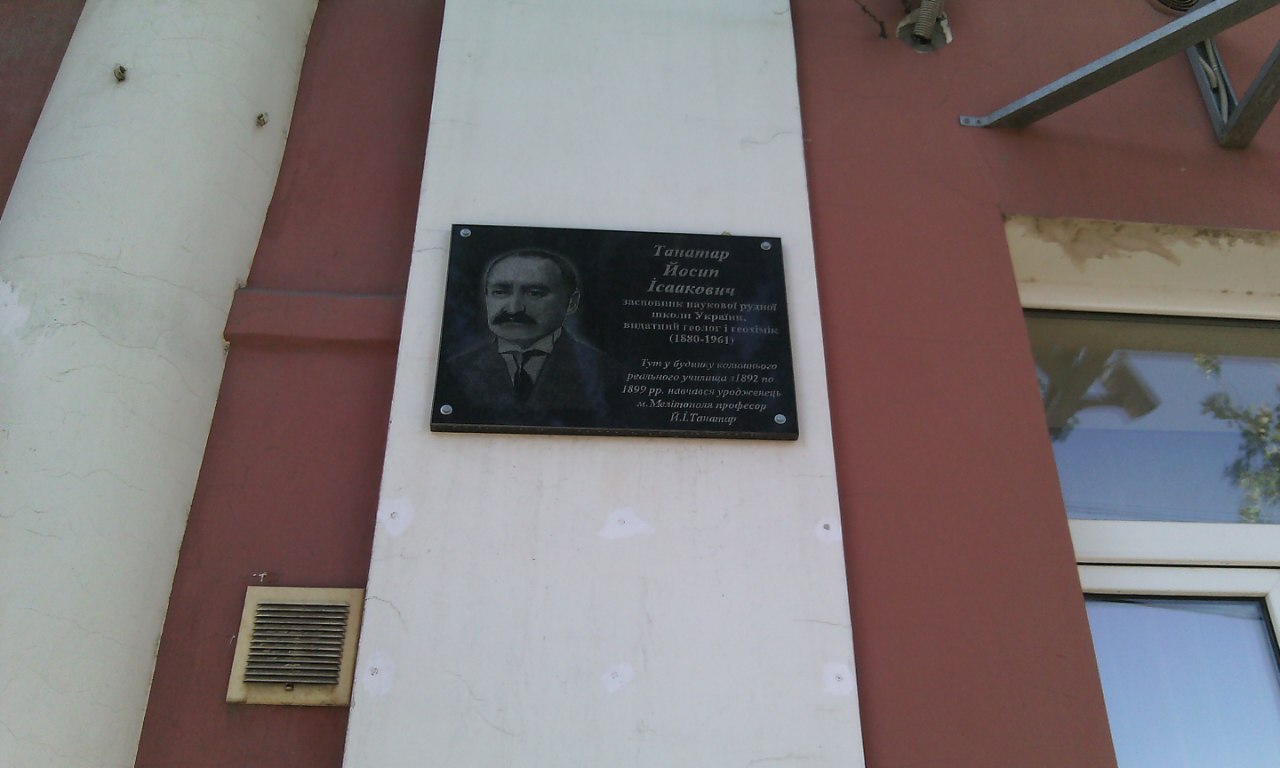 Танатар
Йосип
Ісаакович
засновник наукової рудної
школи України,
видатний геолог і геохімік
(1880-1961)
Тут у будинку колишнього
реального училища з 1892 по
1899 рр. навчався уродженець
м.Мелітополя професор
Й.І.Танатар